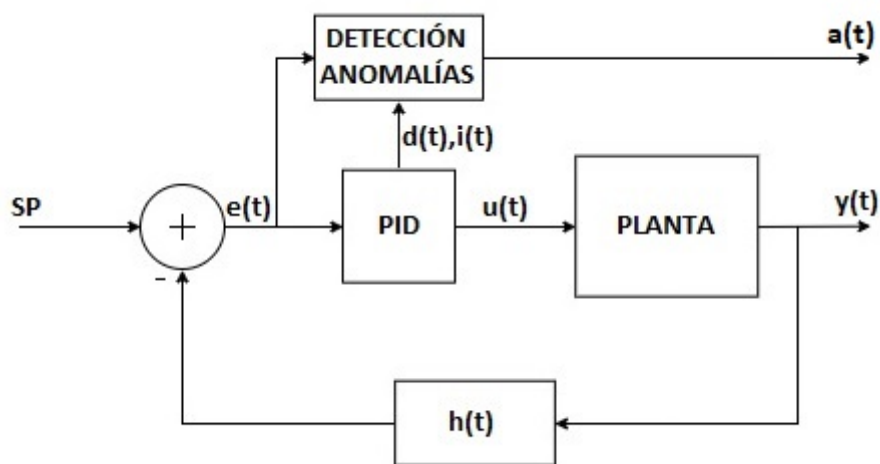 DETECCIÓN
ANOMALÍAS
a(t)
d(t),i(t)
SP
+
e(t)
PID
u(t)
PLANTA
y(t)
-
h(t)